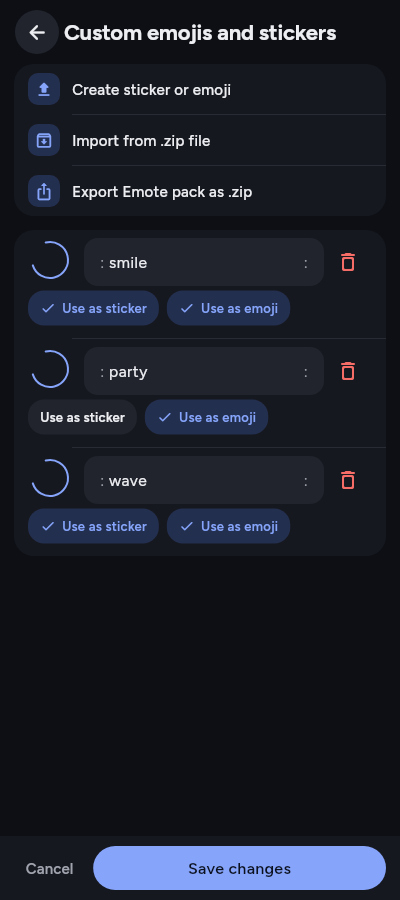 Custom emojis and stickers
Create sticker or emoji
Import from .zip file
Export Emote pack as .zip
: smile :
Use as sticker Use as emoji
: party :
Use as sticker Use as emoji
: wave :
Use as sticker Use as emoji
Cancel Save changes